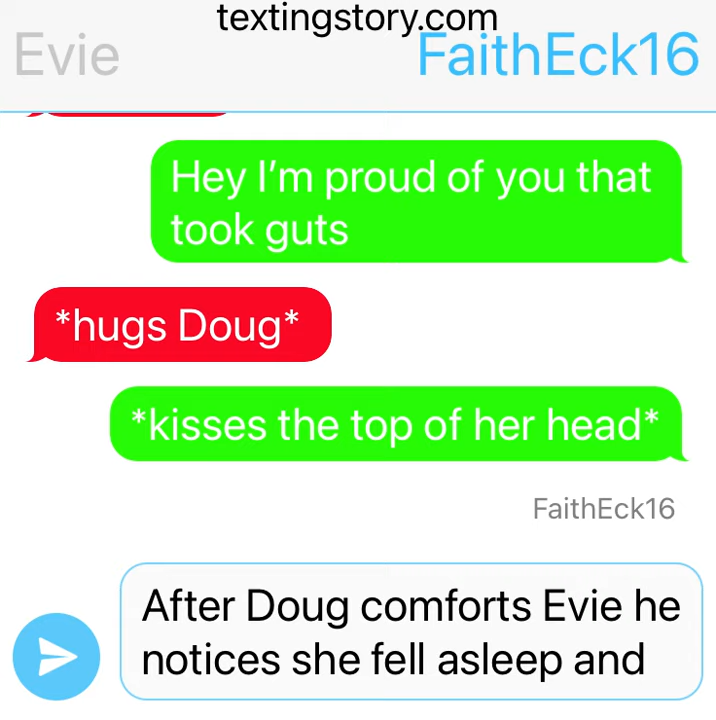 textingstory.com
Evie
FaithEck16
Hey I’m proud of you that
took guts
*hugs Doug*
*kisses the top of her head*
FaithEck16
After Doug comforts Evie he
notices she fell asleep and